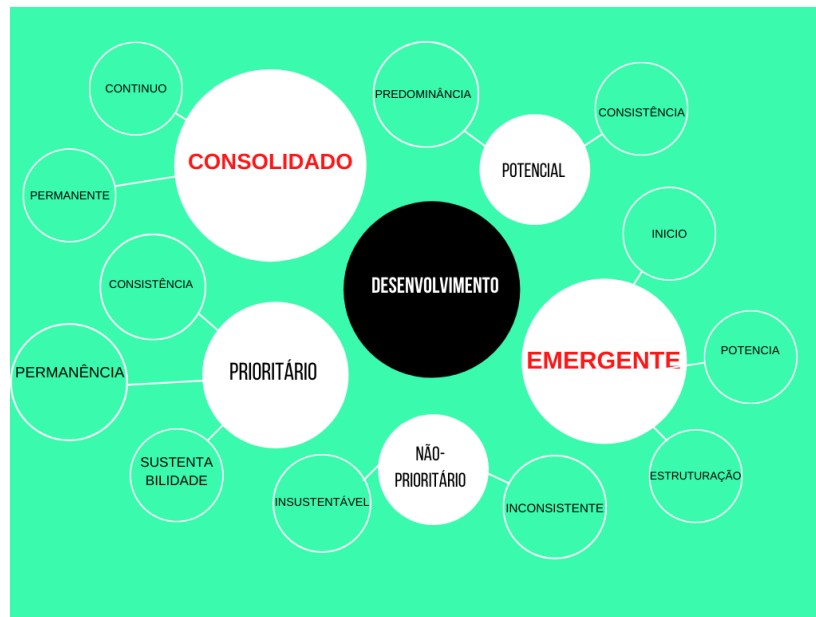 CONTINUO
CONSOLIDADO
PERMANENTE
PREDOMINÂNCIA
CONSISTÊNCIA
POTENCIAL
DESENVOLVIMENTO
INICIO
EMERGENTE
POTENCIA
ESTRUTURAÇÃO
CONSISTÊNCIA
PRIORITÁRIO
PERMANÊNCIA
SUSTENTA
BILIDADE
NÃO-
PRIORITÁRIO
INSUSTENTÁVEL
INCONSISTENTE